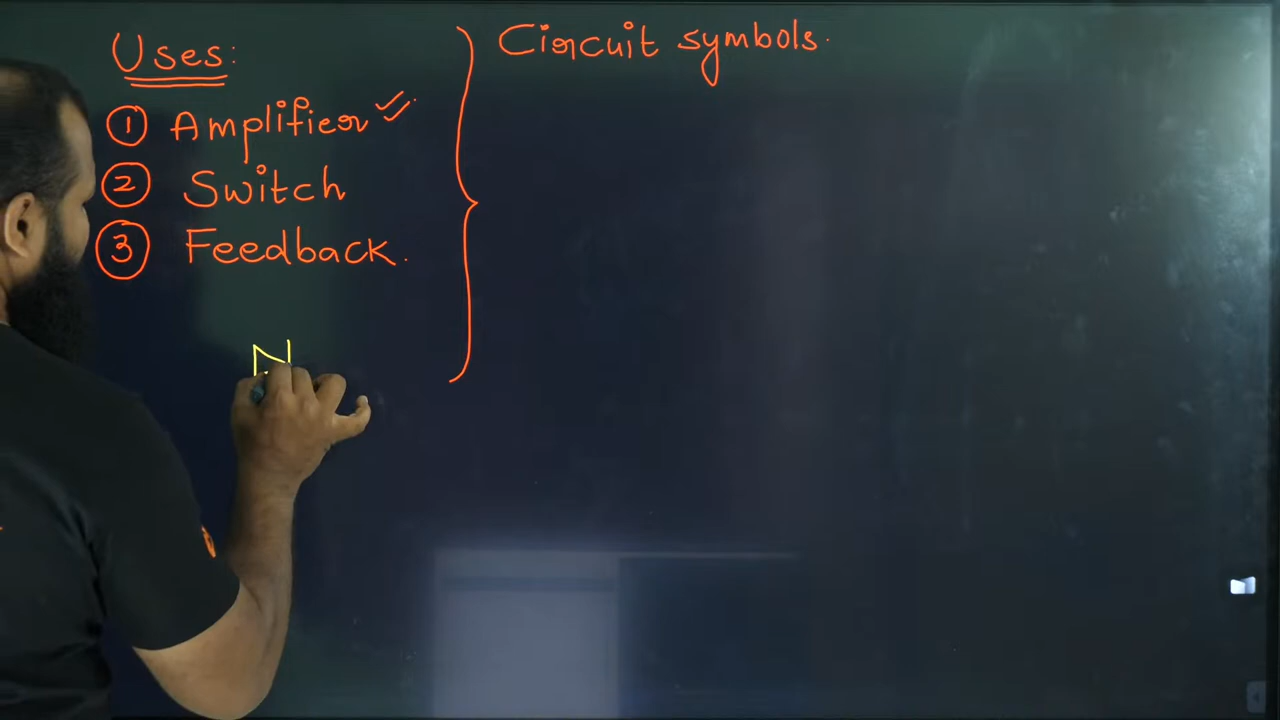 Uses:
① Amplifier
② Switch
③ Feedback.
Circuit symbols.